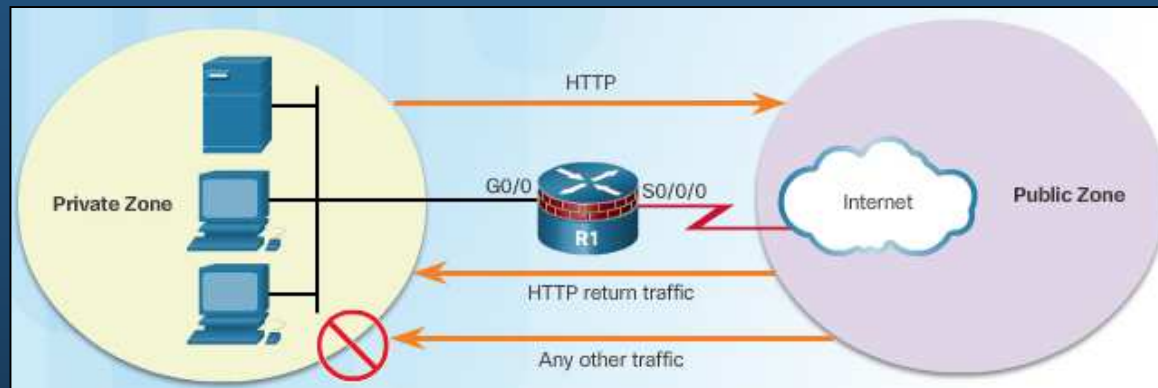 HTTP
G0/0
S0/0/0
Private Zone
Internet
Public Zone
R1
HTTP return traffic
Any other traffic